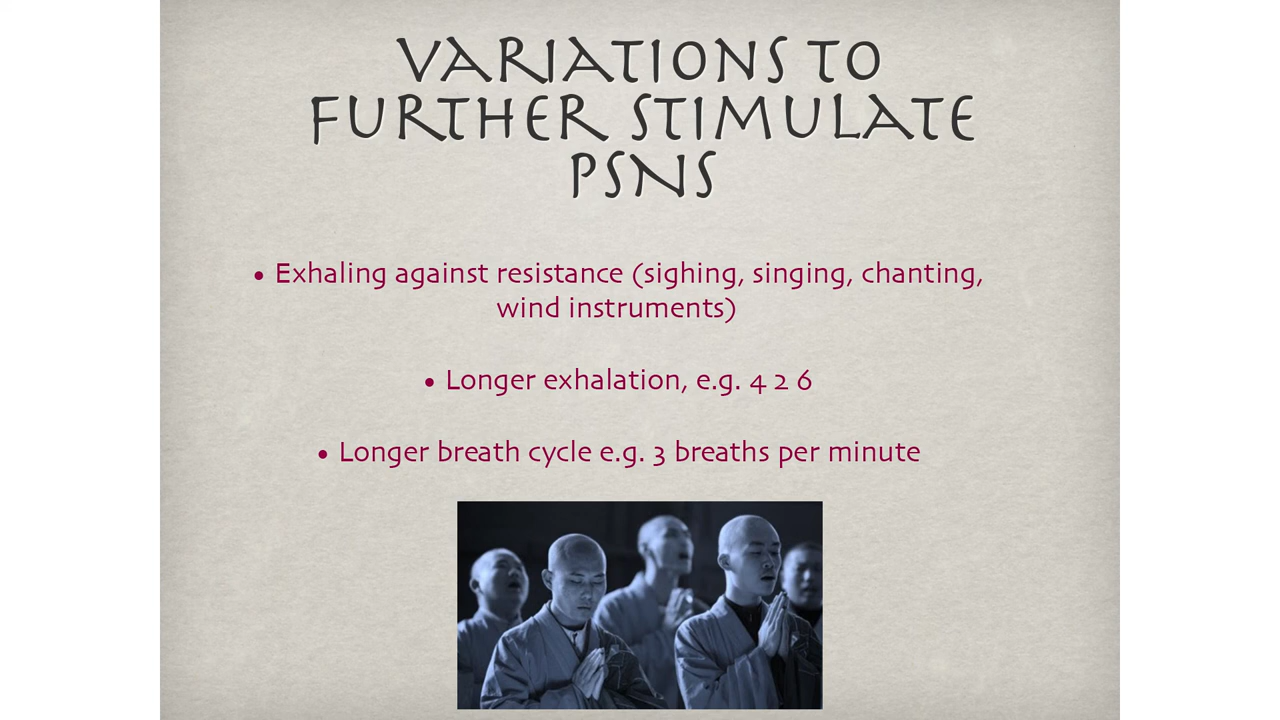 VARIATIONS TO
FURTHER STIMULATE
PSNS
• Exhaling against resistance (sighing, singing, chanting,
wind instruments)
• Longer exhalation, e.g. 4 2 6
• Longer breath cycle e.g. 3 breaths per minute